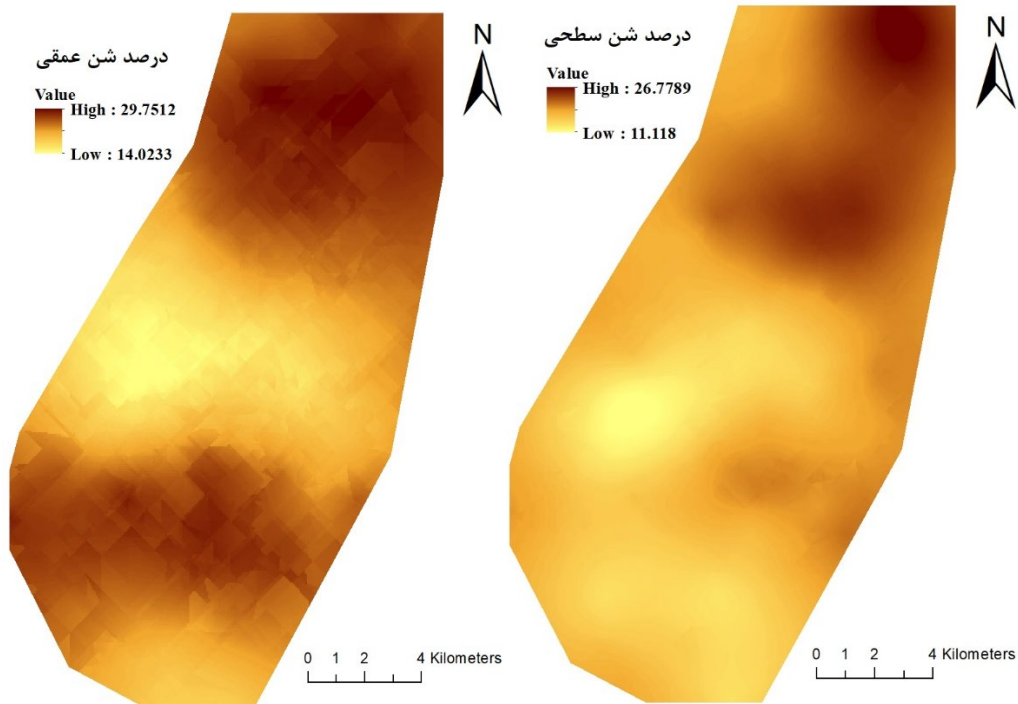 درصد شن عمقی
Value
High : 29.7512
Low : 14.0233
N
0 1 2 4 Kilometers
درصد شن سطحی
Value
High : 26.7789
Low : 11.118
N
0 1 2 4 Kilometers